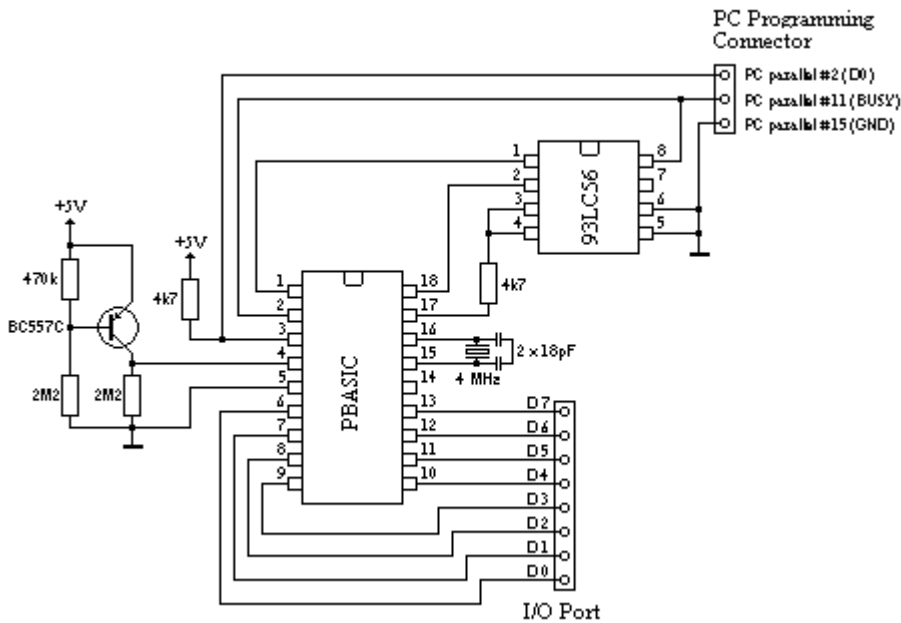 PC Programming
Connector
PC parallel #2 (D0)
PC parallel #11 (BUSY)
PC parallel #15 (GND)
1
2
3
4
93LC56
8
7
6
5
+5V
470k
BC557C
2M2
2M2
+5V
4k7
4k7
1
2
3
4
5
6
7
8
9
PBASIC
18
17
16
15
14
13
12
11
10
2 x 18pF
4 MHz
D7
D6
D5
D4
D3
D2
D1
D0
I/O Port